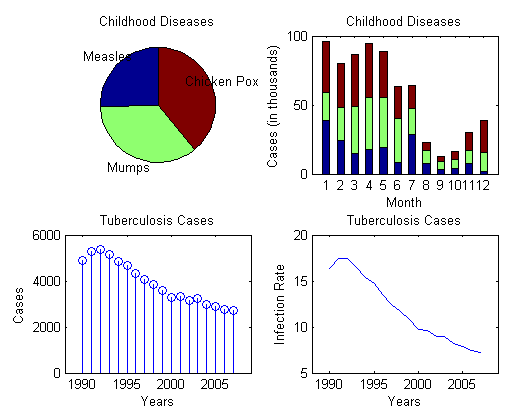 Childhood Diseases
Measles
Chicken Pox
Mumps
Childhood Diseases
100
50
0
Cases (in thousands)
1 2 3 4 5 6 7 8 9 10 11 12
Month
Tuberculosis Cases
6000
4000
2000
0
Cases
1990 1995 2000 2005
Years
Tuberculosis Cases
20
15
10
5
Infection Rate
1990 1995 2000 2005
Years